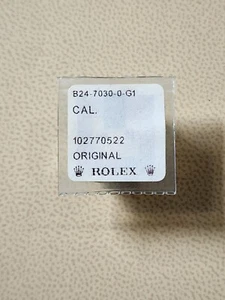 B24-7030-0-G1
CAL.
102770522
ORIGINAL
ROLEX